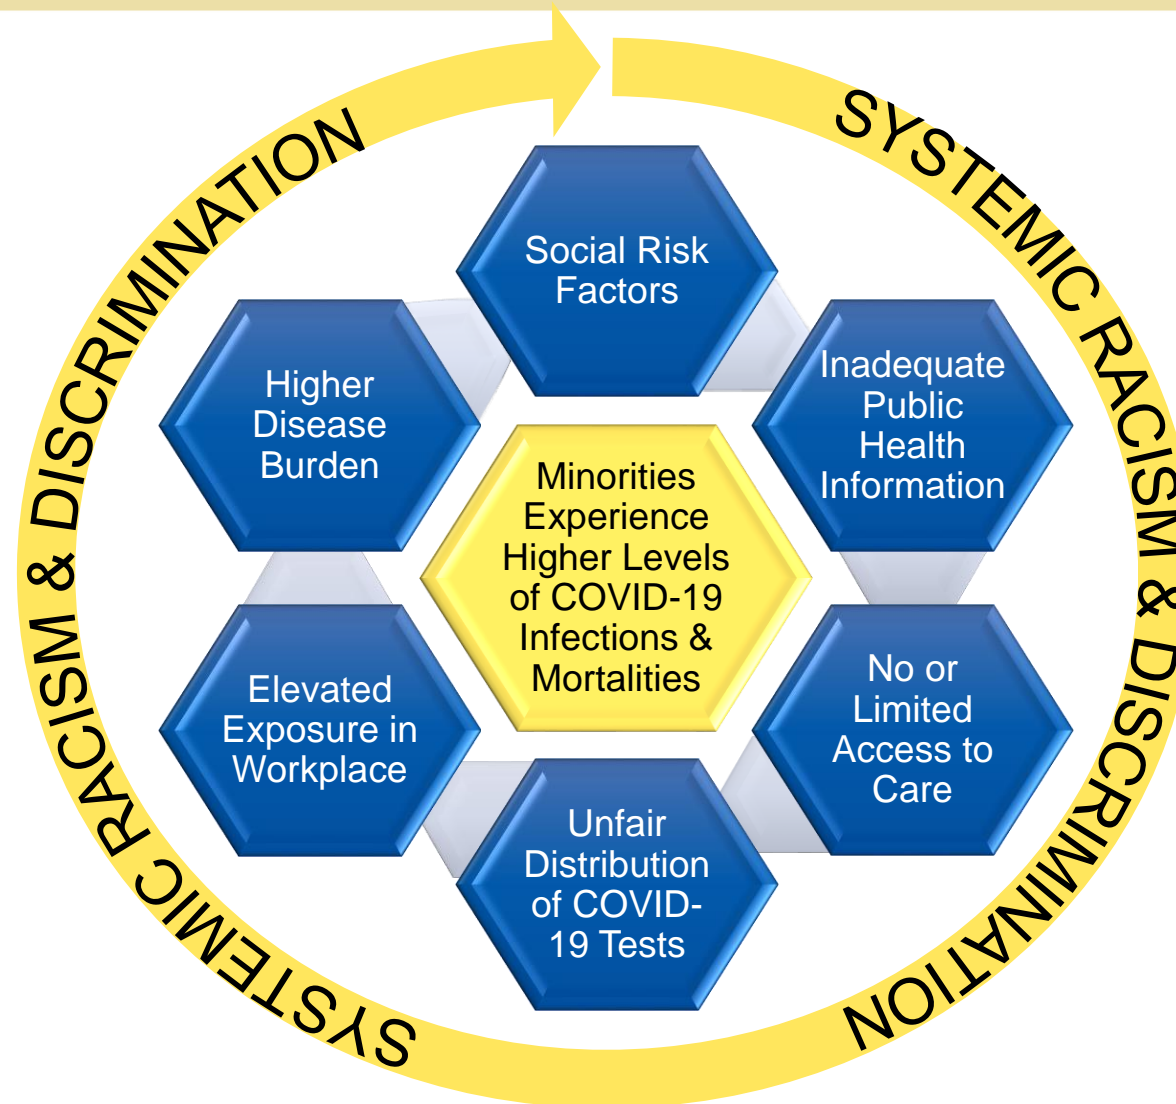 SYSTEMIC RACISM & DISCRIMINATION
SYSTEMIC RACISM & DISCRIMINATION
Social Risk
Factors
Inadequate
Public
Health
Information
No or
Limited
Access to
Care
Unfair
Distribution
of COVID-
19 Tests
Elevated
Exposure in
Workplace
Higher
Disease
Burden
Minorities
Experience
Higher Levels
of COVID-19
Infections &
Mortalities